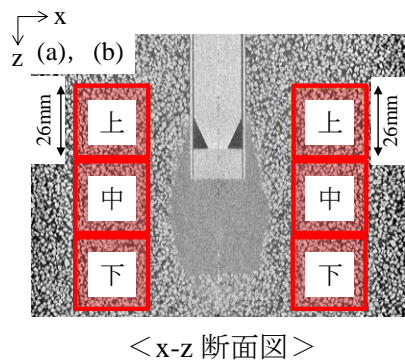 x
z (a), (b)
26mm 上 上 26mm
中 中
下 下
＜x-z 断面図＞